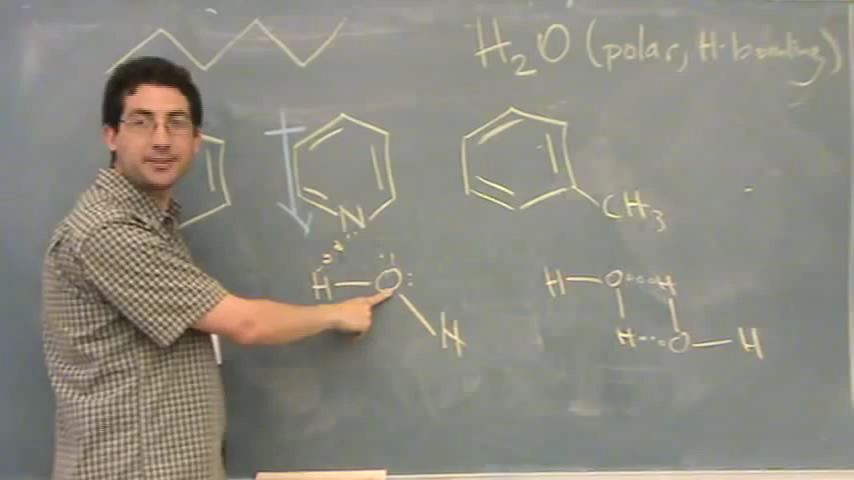 H₂O (polar, H-bonding)
N
CH₃
H O H
H O H
H O H